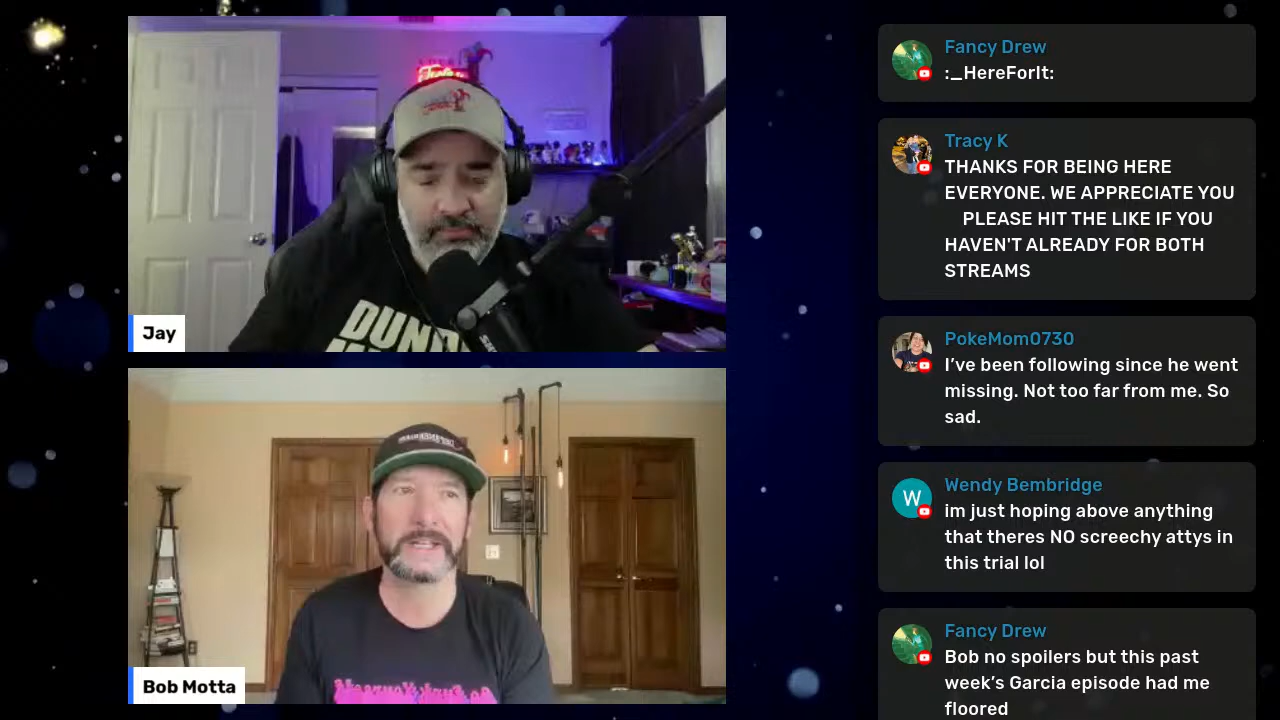 Jay
Bob Motta
Fancy Drew
:_HereForIt:
Tracy K
THANKS FOR BEING HERE
EVERYONE. WE APPRECIATE YOU
PLEASE HIT THE LIKE IF YOU
HAVEN'T ALREADY FOR BOTH
STREAMS
PokeMom0730
I’ve been following since he went
missing. Not too far from me. So
sad.
W
Wendy Bembridge
im just hoping above anything
that theres NO screechy attys in
this trial lol
Fancy Drew
Bob no spoilers but this past
week’s Garcia episode had me
floored